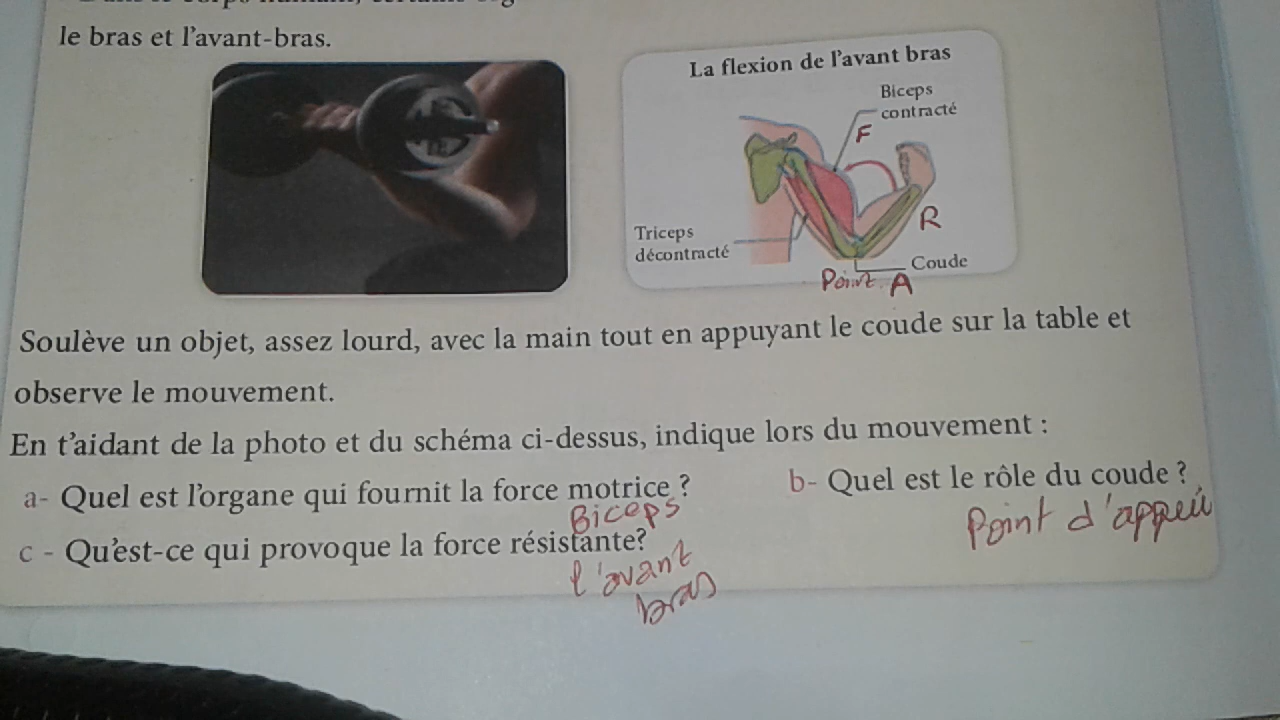 le bras et l'avant-bras.
La flexion de l'avant bras
Biceps
contracté
F
Triceps
décontracté
R
Coude
Point A
Soulève un objet, assez lourd, avec la main tout en appuyant le coude sur la table et
observe le mouvement.
En t'aidant de la photo et du schéma ci-dessus, indique lors du mouvement :
a- Quel est l'organe qui fournit la force motrice ?
b- Quel est le rôle du coude ?
Biceps
Point d'appeu
c - Qu'est-ce qui provoque la force résistante?
l'avant
bras